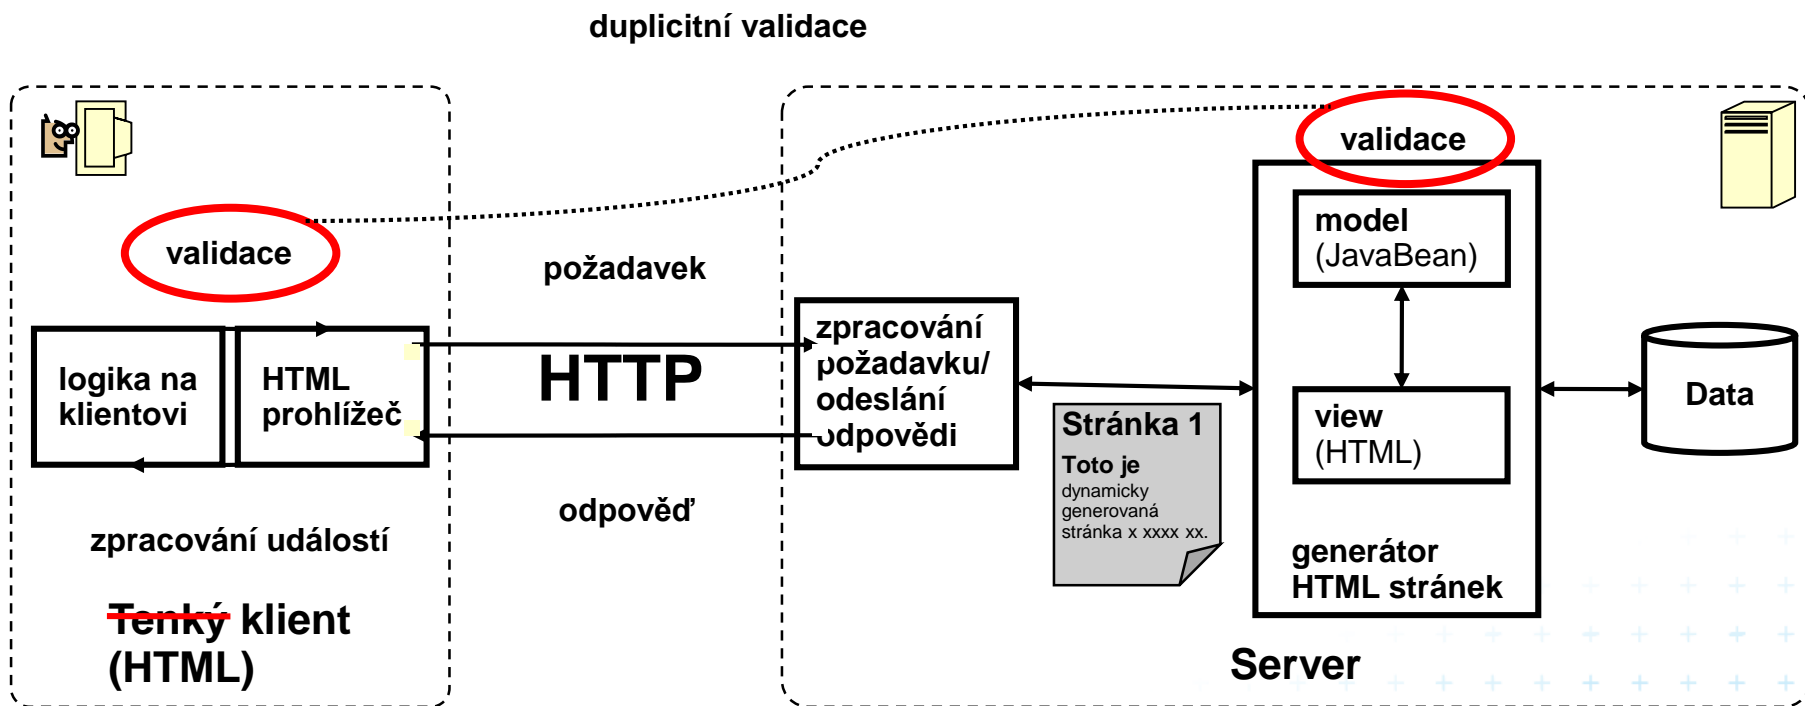 duplicitní validace
validace
validace
model
(JavaBean)
požadavek
zpracování
požadavku/
odeslání
odpovědi
logika na
klientovi
HTML
prohlížeč
HTTP
Data
Stránka 1
Toto je
dynamicky
generovaná
stránka x xxxx xx.
view
(HTML)
odpověď
zpracování událostí
generátor
HTML stránek
Tenký klient
(HTML)
Server